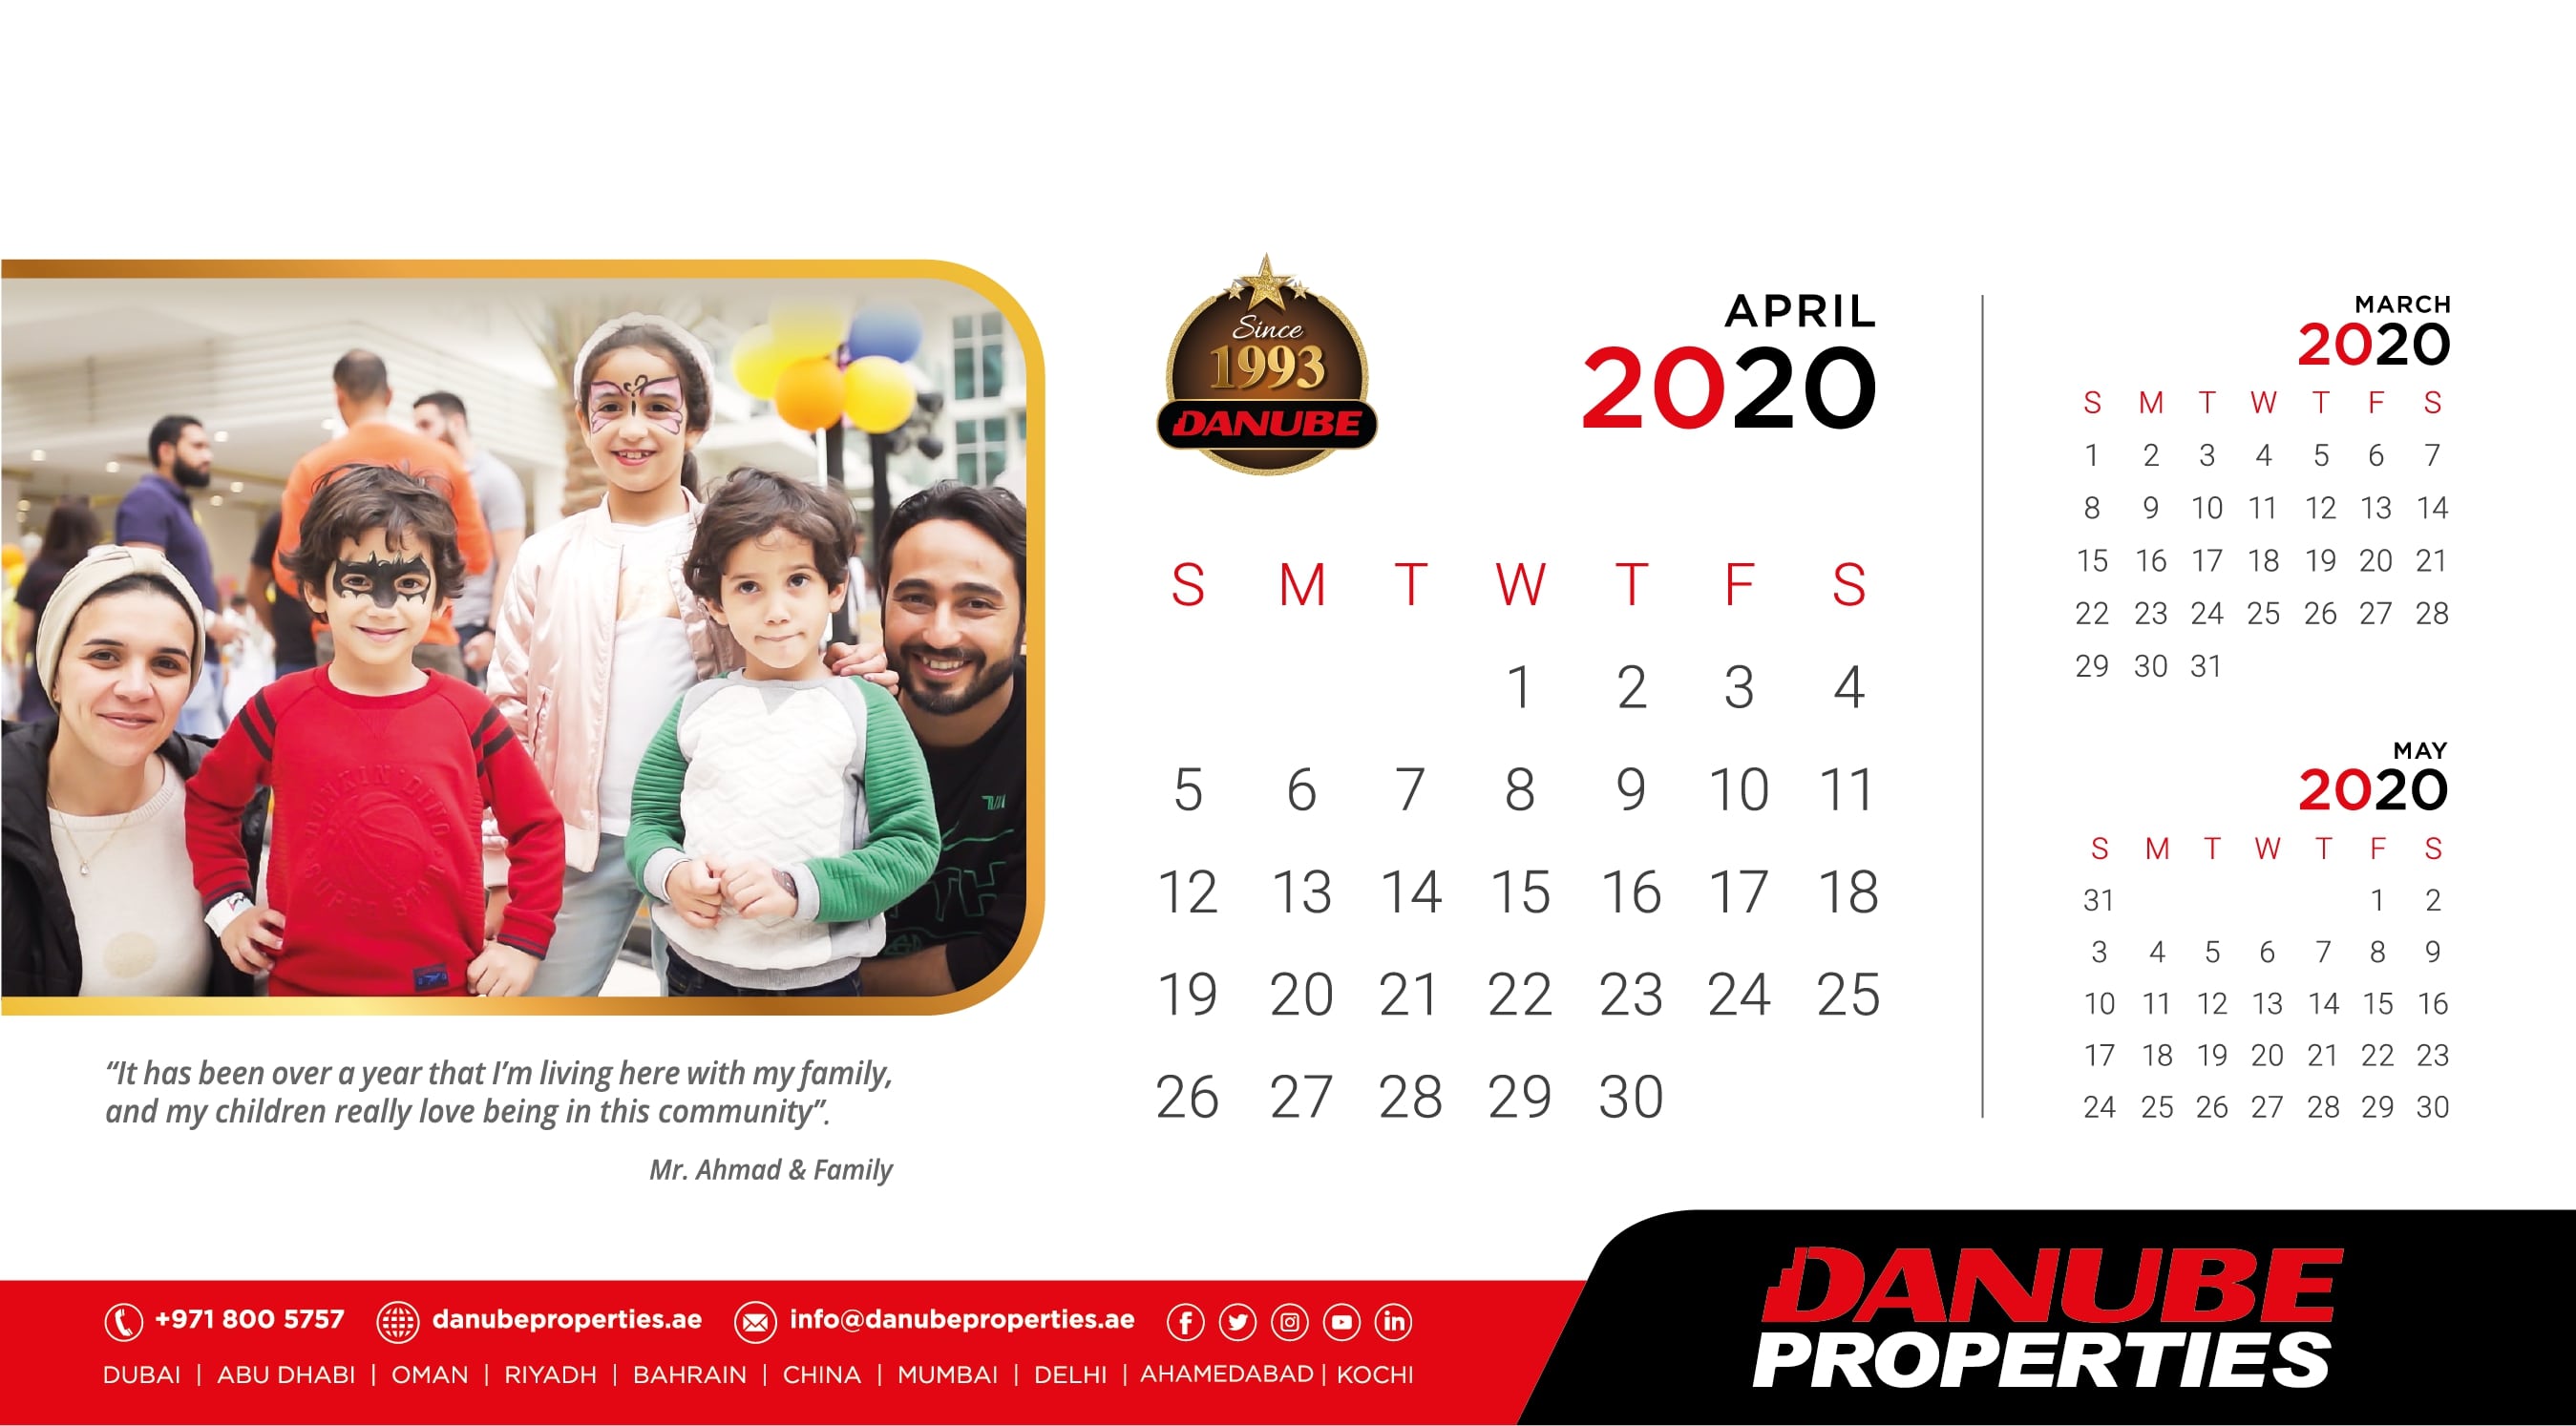 Since
1993
DANUBE
APRIL
2020
S M T W T F S
1 2 3 4
5 6 7 8 9 10 11
12 13 14 15 16 17 18
19 20 21 22 23 24 25
26 27 28 29 30
MARCH
2020
S M T W T F S
1 2 3 4 5 6 7
8 9 10 11 12 13 14
15 16 17 18 19 20 21
22 23 24 25 26 27 28
29 30 31
MAY
2020
S M T W T F S
31 1 2
3 4 5 6 7 8 9
10 11 12 13 14 15 16
17 18 19 20 21 22 23
24 25 26 27 28 29 30
“It has been over a year that I’m living here with my family,
and my children really love being in this community”.
Mr. Ahmad & Family
+971 800 5757 danubeproperties.ae info@danubeproperties.ae
DUBAI | ABU DHABI | OMAN | RIYADH | BAHRAIN | CHINA | MUMBAI | DELHI | AHAMEDABAD | KOCHI
DANUBE
PROPERTIES